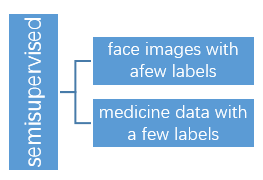 semisupervised
face images with
afew labels
medicine data with
a few labels